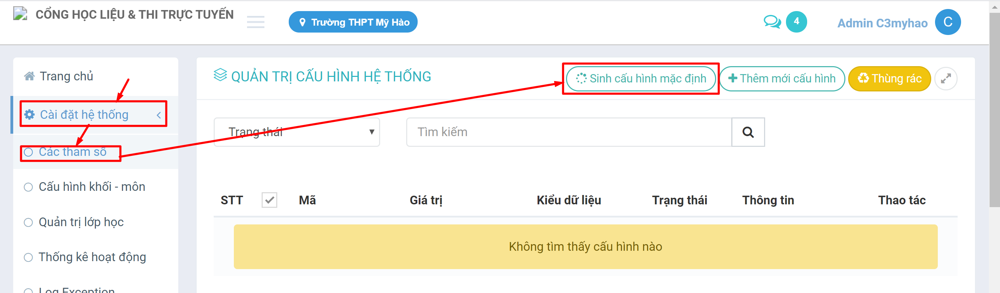 CỔNG HỌC LIỆU & THI TRỰC TUYẾN
Trường THPT Mỹ Hào
4
Admin C3myhao
C
Trang chủ
Cài đặt hệ thống
Các tham số
Cấu hình khối - môn
Quản trị lớp học
Thống kê hoạt động
Log Exception
QUẢN TRỊ CẤU HÌNH HỆ THỐNG
Sinh cấu hình mặc định
Thêm mới cấu hình
Thùng rác
Trạng thái
Tìm kiếm
STT Mã Giá trị Kiểu dữ liệu Trạng thái Thông tin Thao tác
Không tìm thấy cấu hình nào